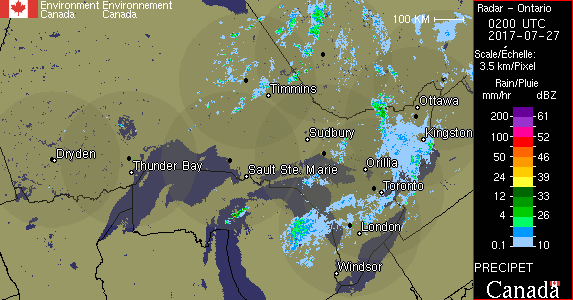 Environment Environnement
Canada Canada
100 KM
Timmins
Ottawa
Sudbury
Kingston
Dryden
Thunder Bay
Sault Ste. Marie
Orillia
Toronto
London
Windsor
Radar - Ontario
0200 UTC
2017-07-27
Scale/Échelle:
3.5 km/Pixel
Rain/Pluie
mm/hr dBZ
200 61
100 56
50 46
24 39
12 33
4 26
0.1 10
PRECIPET
Canada